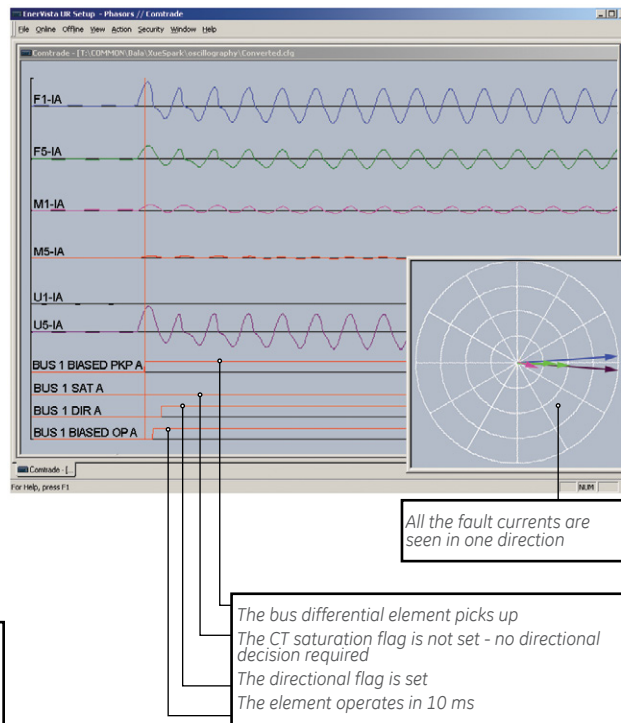 EnerVista UR Setup - Phasors // Comtrade
File Online Offline View Action Security Window Help
Comtrade - [T:\COMMON\Bala\XueSpark\oscillography\Converted.cfg
F1-IA
F5-IA
M1-IA
M5-IA
U1-IA
U5-IA
BUS 1 BIASED PKP A
BUS 1 SAT A
BUS 1 DIR A
BUS 1 BIASED OP A
Comtrade - [...
For Help, press F1
NUM
All the fault currents are
seen in one direction
The bus differential element picks up
The CT saturation flag is not set - no directional
decision required
The directional flag is set
The element operates in 10 ms